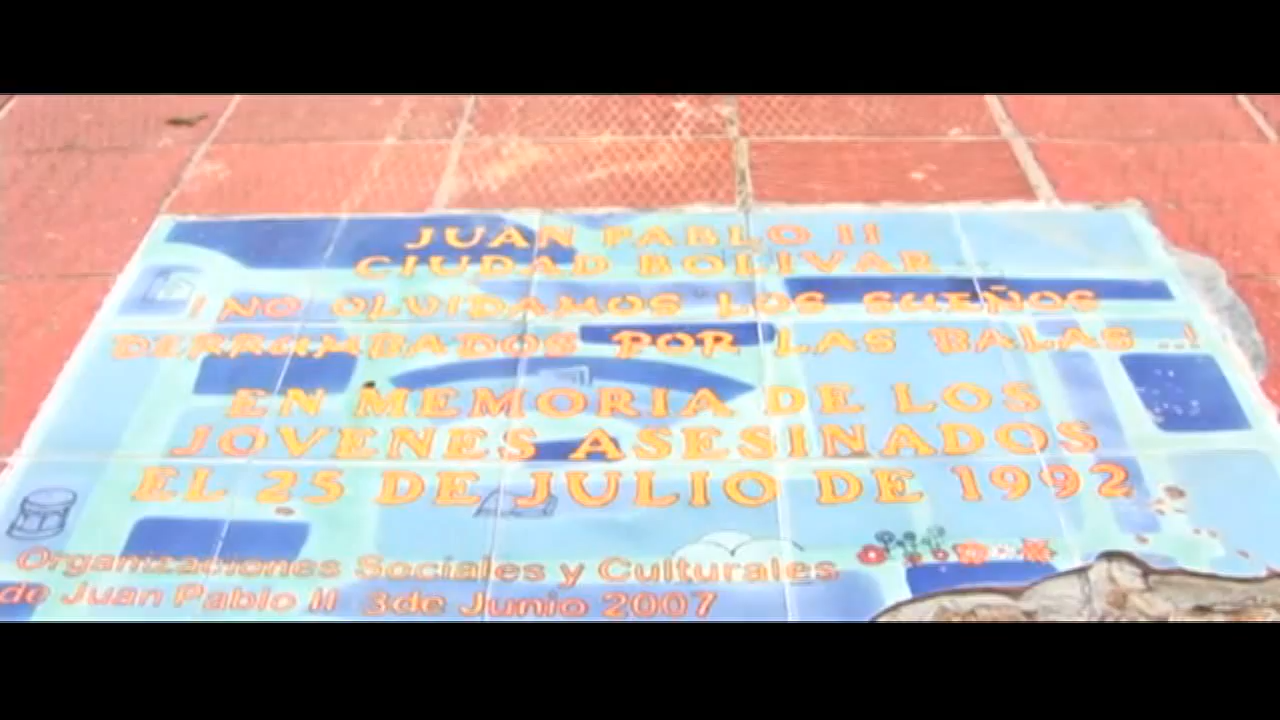 JUAN PABLO II
CIUDAD BOLIVAR
¡ NO OLVIDAMOS LOS SUEÑOS
DERRUMBADOS POR LAS BALAS ..!
EN MEMORIA DE LOS
JOVENES ASESINADOS
EL 25 DE JULIO DE 1992
Organizaciones Sociales y Culturales
de Juan Pablo II 3de Junio 2007